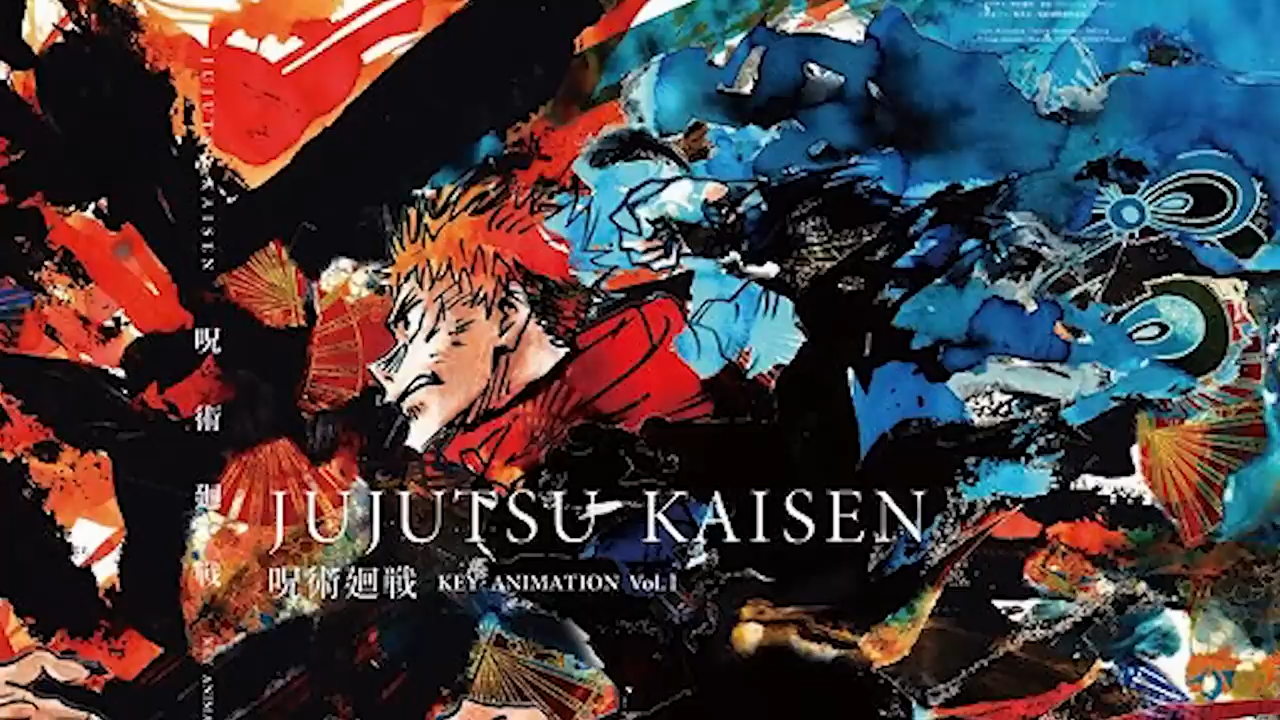 JUJUTSU KAISEN
呪術廻戦
JUJUTSU KAISEN
呪術廻戦 KEY ANIMATION Vol.1